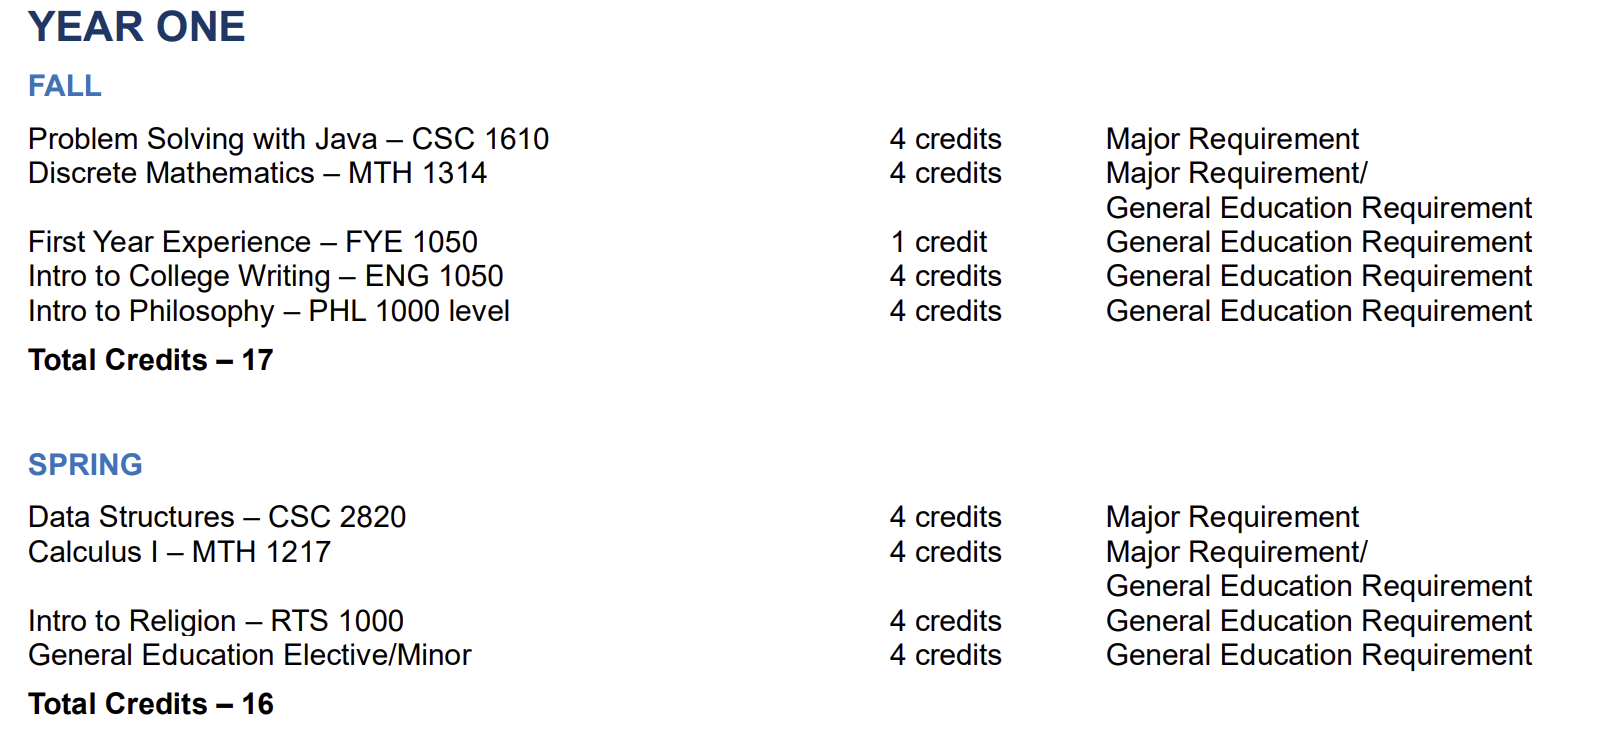 YEAR ONE
FALL
Problem Solving with Java – CSC 1610 4 credits Major Requirement
Discrete Mathematics – MTH 1314 4 credits Major Requirement/
General Education Requirement
First Year Experience – FYE 1050 1 credit General Education Requirement
Intro to College Writing – ENG 1050 4 credits General Education Requirement
Intro to Philosophy – PHL 1000 level 4 credits General Education Requirement
Total Credits – 17
SPRING
Data Structures – CSC 2820 4 credits Major Requirement
Calculus I – MTH 1217 4 credits Major Requirement/
General Education Requirement
Intro to Religion – RTS 1000 4 credits General Education Requirement
General Education Elective/Minor 4 credits General Education Requirement
Total Credits – 16